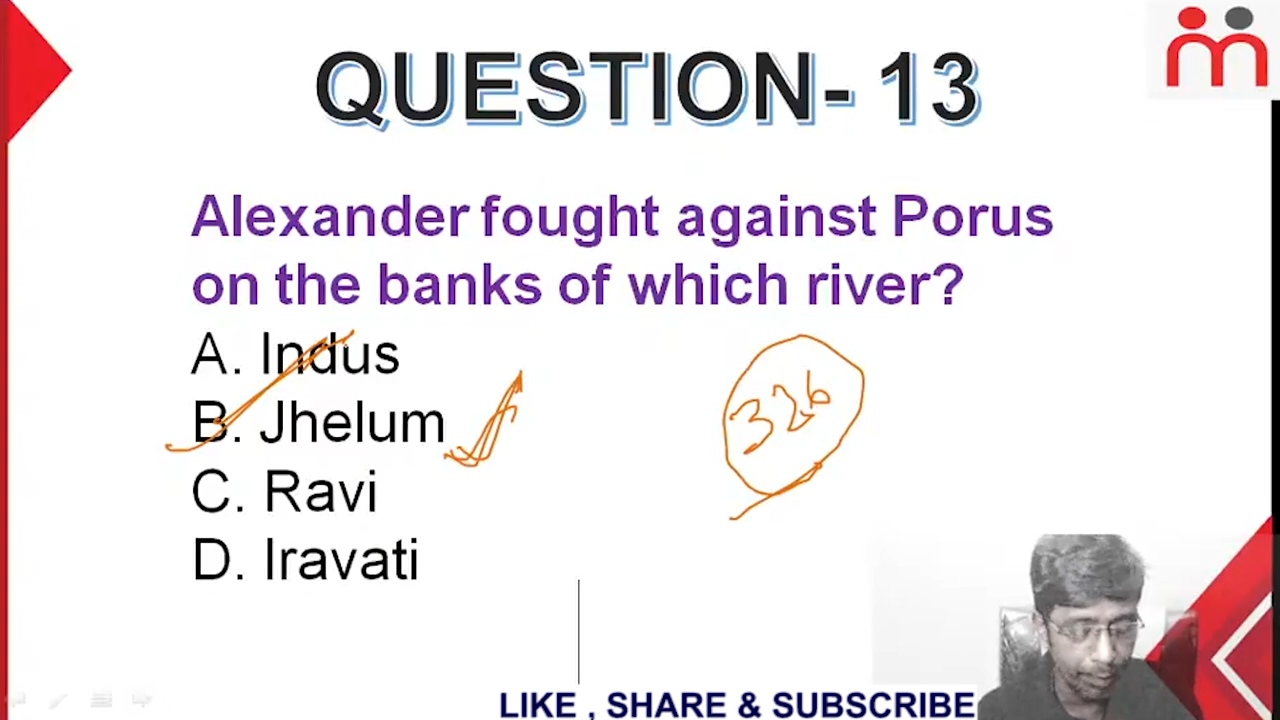 QUESTION- 13
Alexander fought against Porus
on the banks of which river?
A. Indus
B. Jhelum
C. Ravi
D. Iravati
326
LIKE , SHARE & SUBSCRIBE